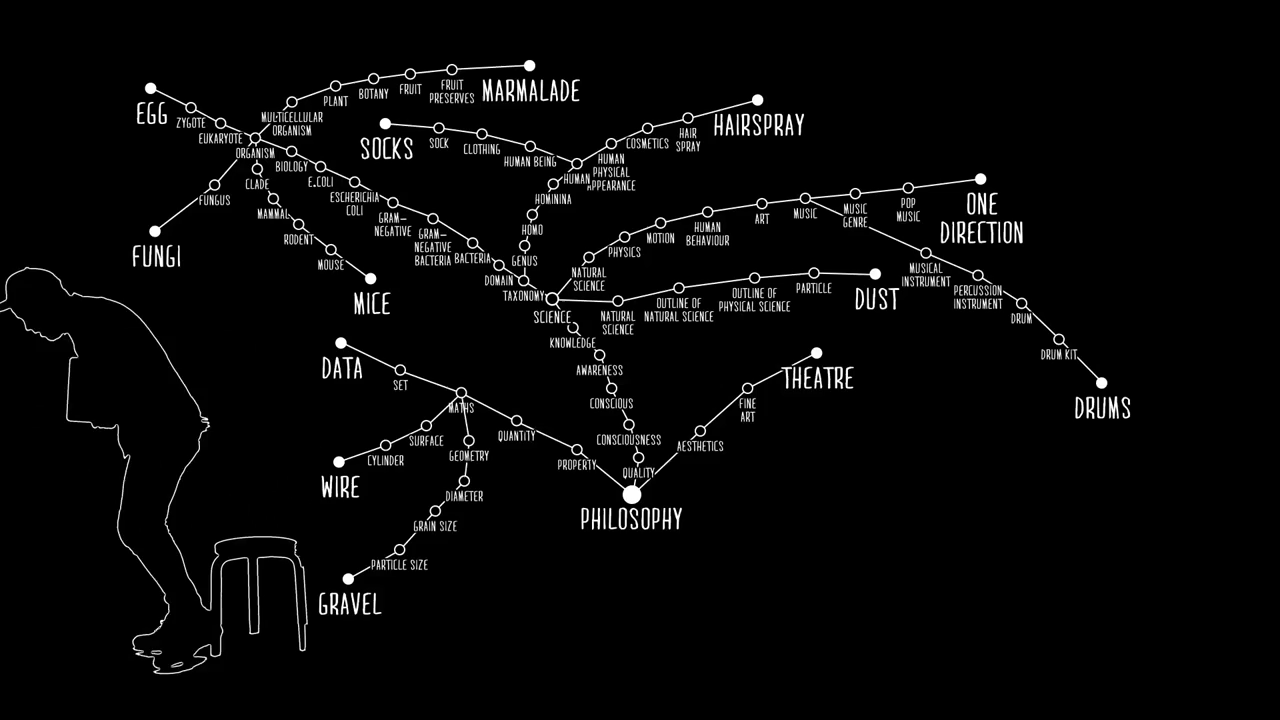 EGG
ZYGOTE
EUKARYOTE
ORGANISM
MULTICELLULAR
ORGANISM
PLANT
BOTANY
FRUIT
FRUIT
PRESERVES
MARMALADE
FUNGUS
FUNGI
CLADE
MAMMAL
RODENT
MOUSE
MICE
BIOLOGY
E.COLI
ESCHERICHIA
COLI
GRAM-
NEGATIVE
GRAM-
NEGATIVE
BACTERIA
BACTERIA
DOMAIN
TAXONOMY
SOCKS
SOCK
CLOTHING
HUMAN BEING
HUMAN
HUMAN
PHYSICAL
APPEARANCE
COSMETICS
HAIR
SPRAY
HAIRSPRAY
HOMININA
HOMO
GENUS
SCIENCE
NATURAL
SCIENCE
PHYSICS
MOTION
HUMAN
BEHAVIOUR
ART
MUSIC
MUSIC
GENRE
POP
MUSIC
ONE
DIRECTION
MUSICAL
INSTRUMENT
PERCUSSION
INSTRUMENT
DRUM
DRUM KIT
DRUMS
NATURAL
SCIENCE
OUTLINE OF
NATURAL SCIENCE
OUTLINE OF
PHYSICAL SCIENCE
PARTICLE
DUST
KNOWLEDGE
AWARENESS
CONSCIOUS
CONSCIOUSNESS
QUALITY
PHILOSOPHY
DATA
SET
MATHS
QUANTITY
PROPERTY
WIRE
CYLINDER
SURFACE
GEOMETRY
DIAMETER
GRAIN SIZE
PARTICLE SIZE
GRAVEL
AESTHETICS
FINE
ART
THEATRE